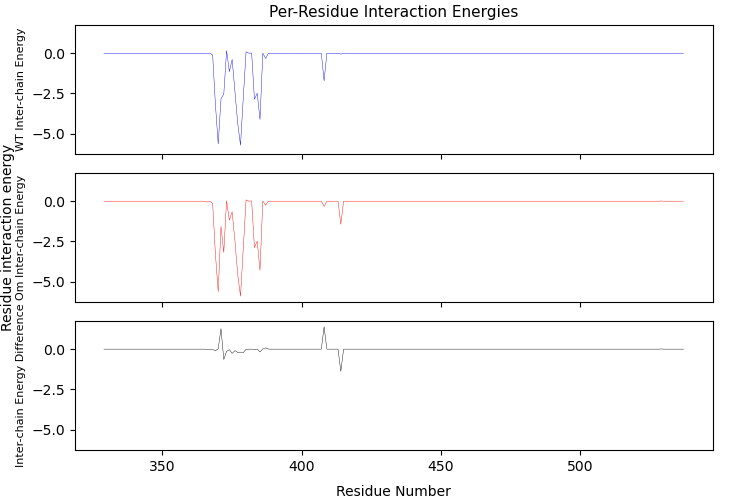 Per-Residue Interaction Energies
WT Inter-chain Energy
0.0
−2.5
−5.0
Residue interaction energy
Om Inter-chain Energy
0.0
−2.5
−5.0
Inter-chain Energy Difference
0.0
−2.5
−5.0
350
400
450
500
Residue Number